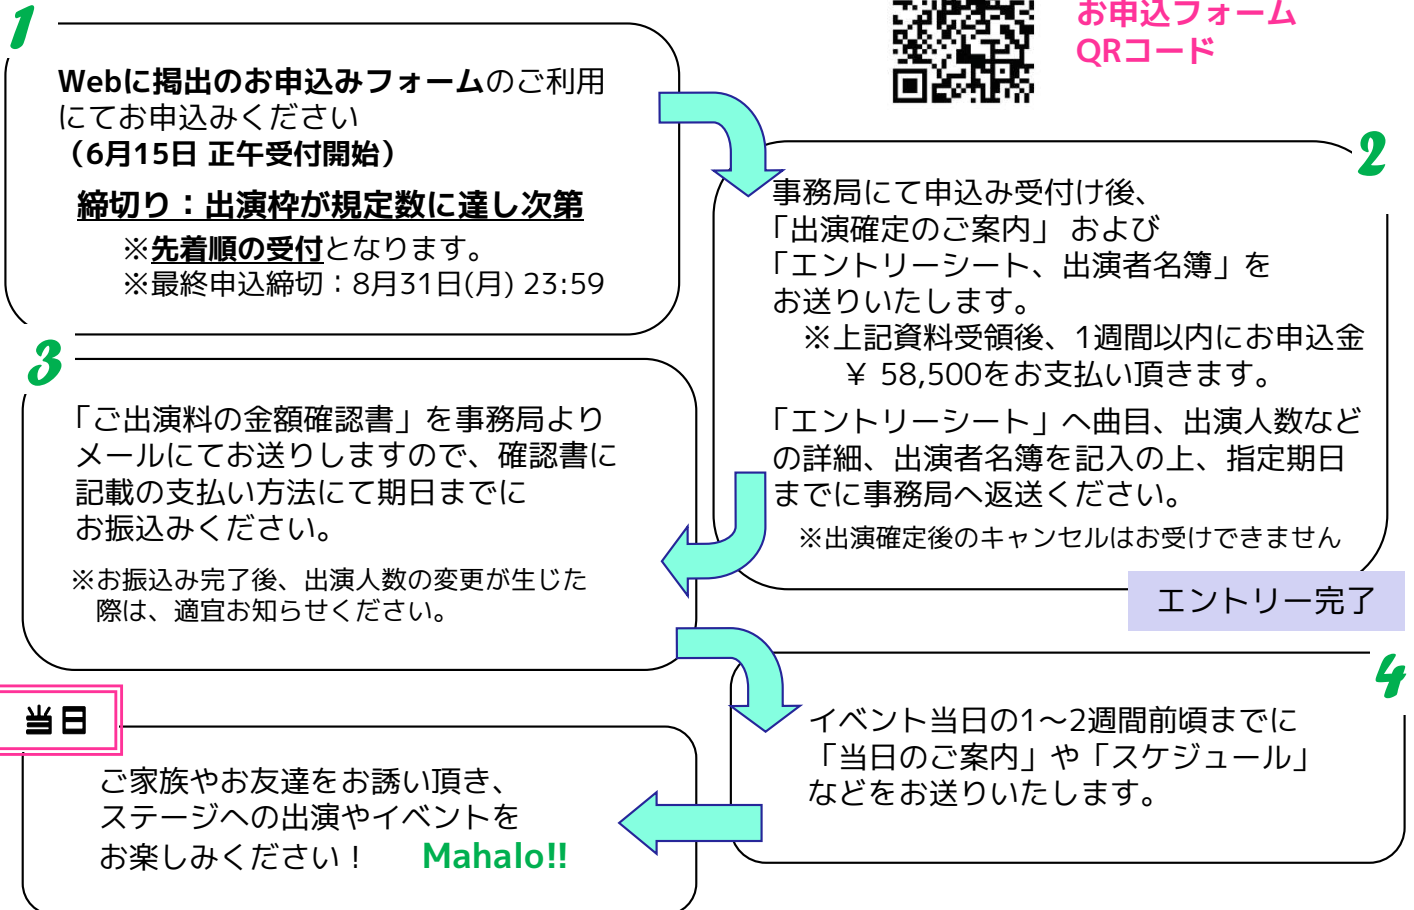 お申込フォーム
QRコード
1
Webに掲出のお申込みフォームのご利用
にてお申込みください
（6月15日 正午受付開始）
締切り：出演枠が規定数に達し次第
※先着順の受付となります。
※最終申込締切：8月31日(月) 23:59
2
事務局にて申込み受付け後、
「出演確定のご案内」 および
「エントリーシート、出演者名簿」を
お送りいたします。
※上記資料受領後、1週間以内にお申込金
￥ 58,500をお支払い頂きます。
「エントリーシート」へ曲目、出演人数など
の詳細、出演者名簿を記入の上、指定期日
までに事務局へ返送ください。
※出演確定後のキャンセルはお受けできません
エントリー完了
3
「ご出演料の金額確認書」を事務局より
メールにてお送りしますので、確認書に
記載の支払い方法にて期日までに
お振込みください。
※お振込み完了後、出演人数の変更が生じた
際は、適宜お知らせください。
4
イベント当日の1～2週間前頃までに
「当日のご案内」や「スケジュール」
などをお送りいたします。
当日
ご家族やお友達をお誘い頂き、
ステージへの出演やイベントを
お楽しみください！ Mahalo!!